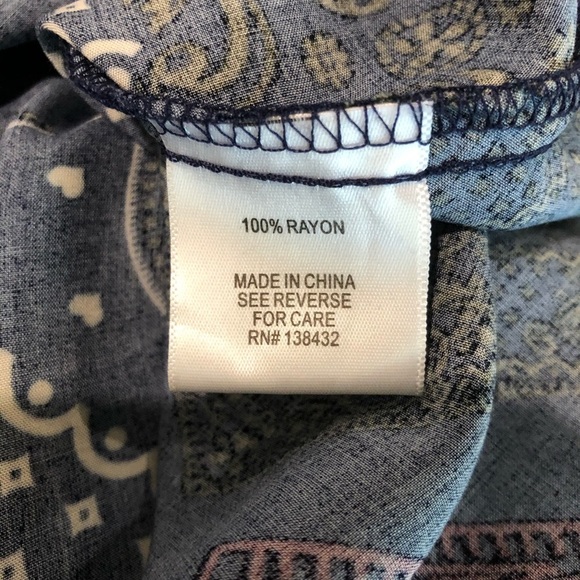 100% RAYON
MADE IN CHINA
SEE REVERSE
FOR CARE
RN# 138432